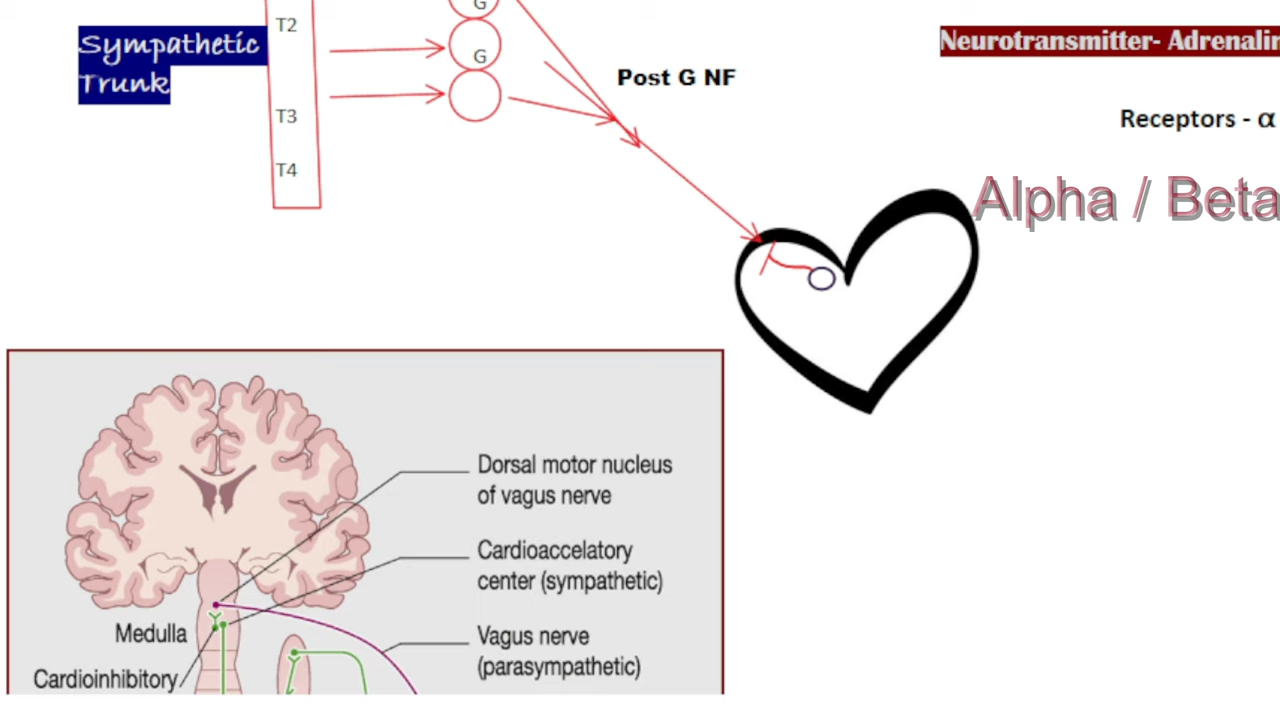 T2
G
Sympathetic
Trunk
G
Neurotransmitter- Adrenalin
Post G NF
T3
Receptors - α
T4
Alpha / Beta
Dorsal motor nucleus
of vagus nerve
Cardioaccelatory
center (sympathetic)
Medulla
Vagus nerve
(parasympathetic)
Cardioinhibitory